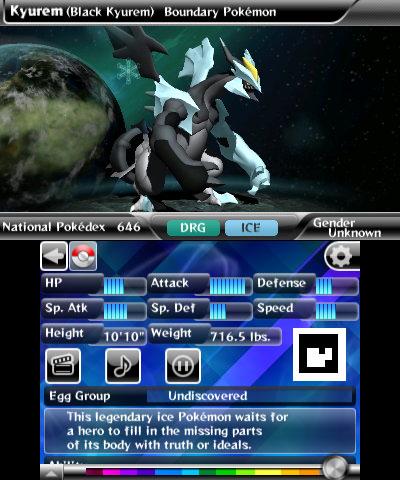 Kyurem (Black Kyurem) Boundary Pokémon
National Pokédex 646 DRG ICE Gender Unknown
HP Attack Defense
Sp. Atk Sp. Def Speed
Height 10'10" Weight 716.5 lbs.
Egg Group Undiscovered
This legendary ice Pokémon waits for
a hero to fill in the missing parts
of its body with truth or ideals.
Ability